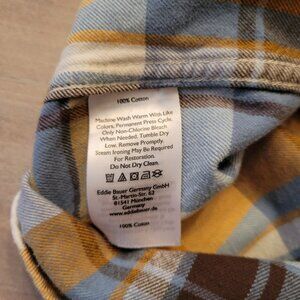 100% Cotton
Machine Wash Warm With Like
Colors, Permanent Press Cycle.
Only Non-Chlorine Bleach
When Needed, Tumble Dry
Low, Remove Promptly.
Steam Ironing May Be Required
For Restoration.
Do Not Dry Clean.
Eddie Bauer Germany GmbH
St.-Martin-Str. 62
81541 München
Germany
www.eddiebauer.de
100% Cotton